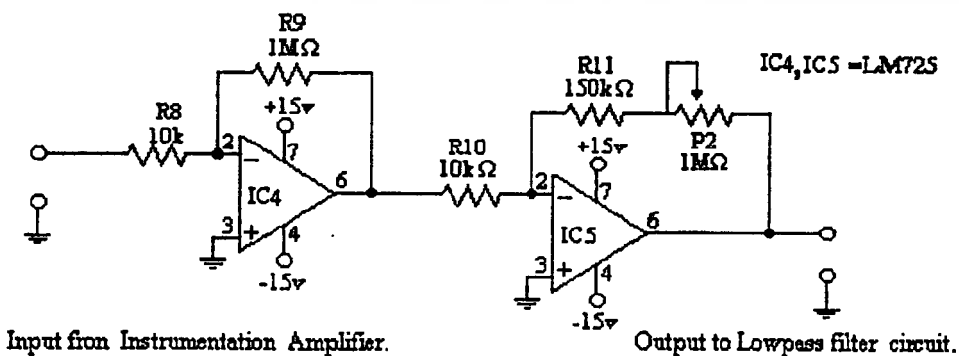 R9
1MΩ
R8
10k
+15v
2
7
IC4
6
3
4
-15v
R10
10kΩ
R11
150kΩ
P2
1MΩ
+15v
2
7
IC5
6
3
4
-15v
IC4,IC5 =LM725
Input from Instrumentation Amplifier.
Output to Lowpass filter circuit.